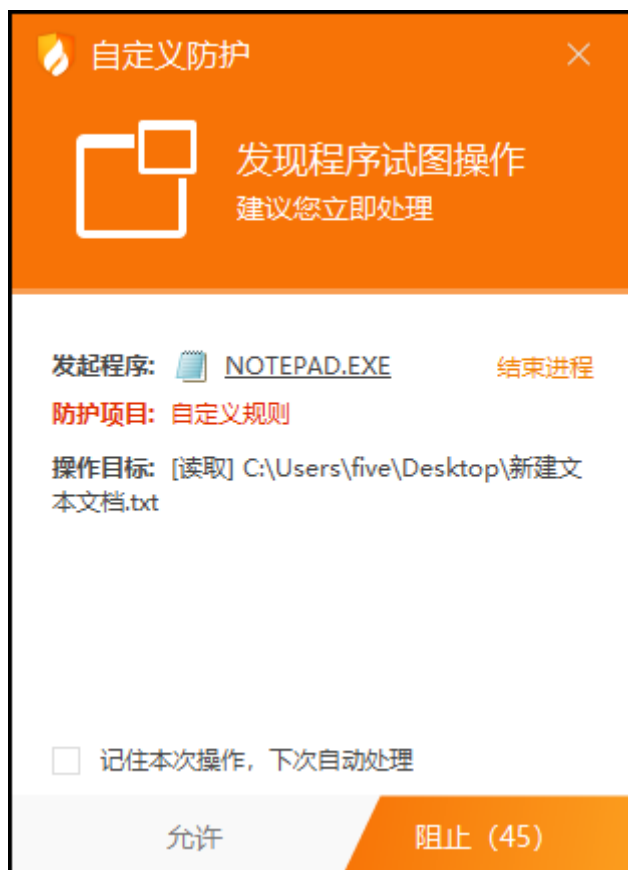 自定义防护
发现程序试图操作
建议您立即处理
发起程序: NOTEPAD.EXE 结束进程
防护项目: 自定义规则
操作目标: [读取] C:\Users\five\Desktop\新建文
本文档.txt
记住本次操作，下次自动处理
允许 阻止（45）